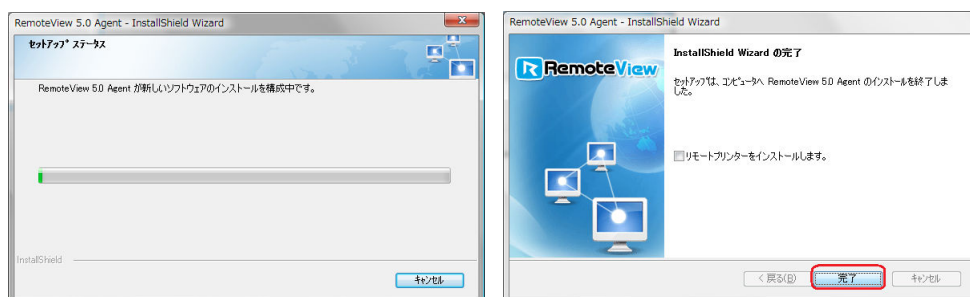 RemoteView 5.0 Agent - InstallShield Wizard
セットアップ ステータス
RemoteView 5.0 Agent が新しいソフトウェアのインストールを構成中です。
InstallShield
キャンセル
RemoteView 5.0 Agent - InstallShield Wizard
RemoteView
InstallShield Wizard の完了
セットアップは、コンピュータへ RemoteView 5.0 Agent のインストールを終了しま
した。
リモートプリンターをインストールします。
< 戻る(B)
完了
キャンセル